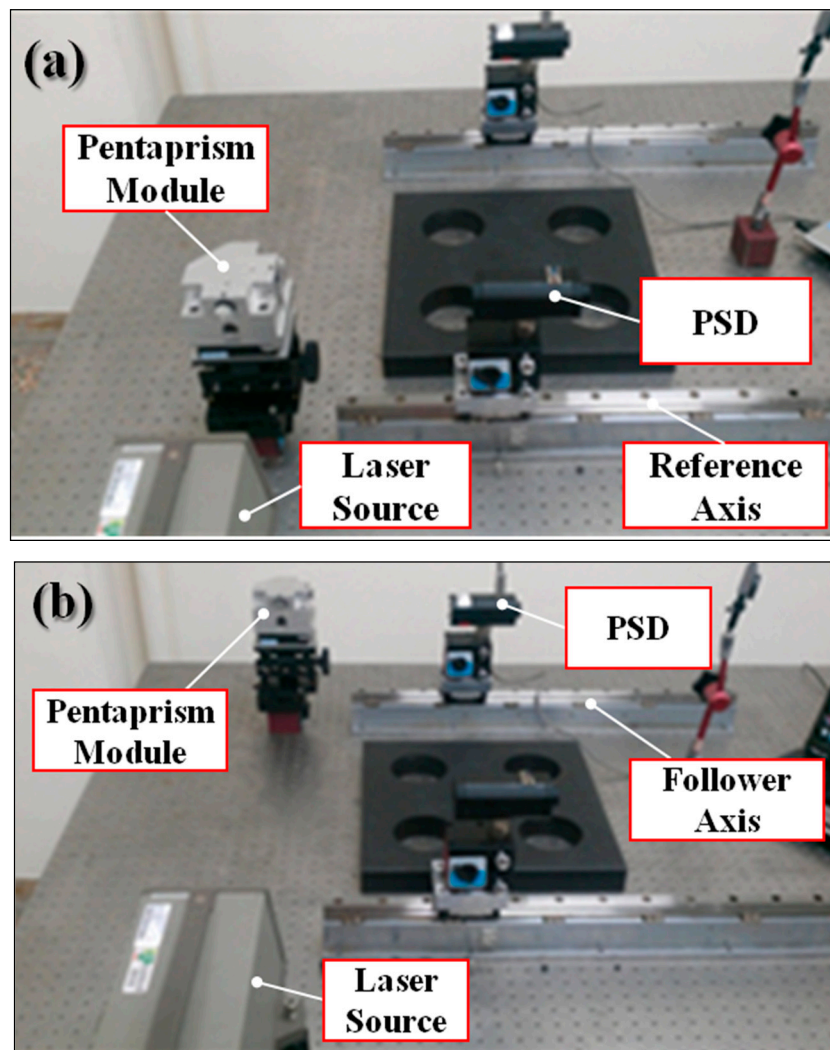 (a)
Pentaprism
Module
PSD
Laser
Source
Reference
Axis
(b)
PSD
Pentaprism
Module
Follower
Axis
Laser
Source